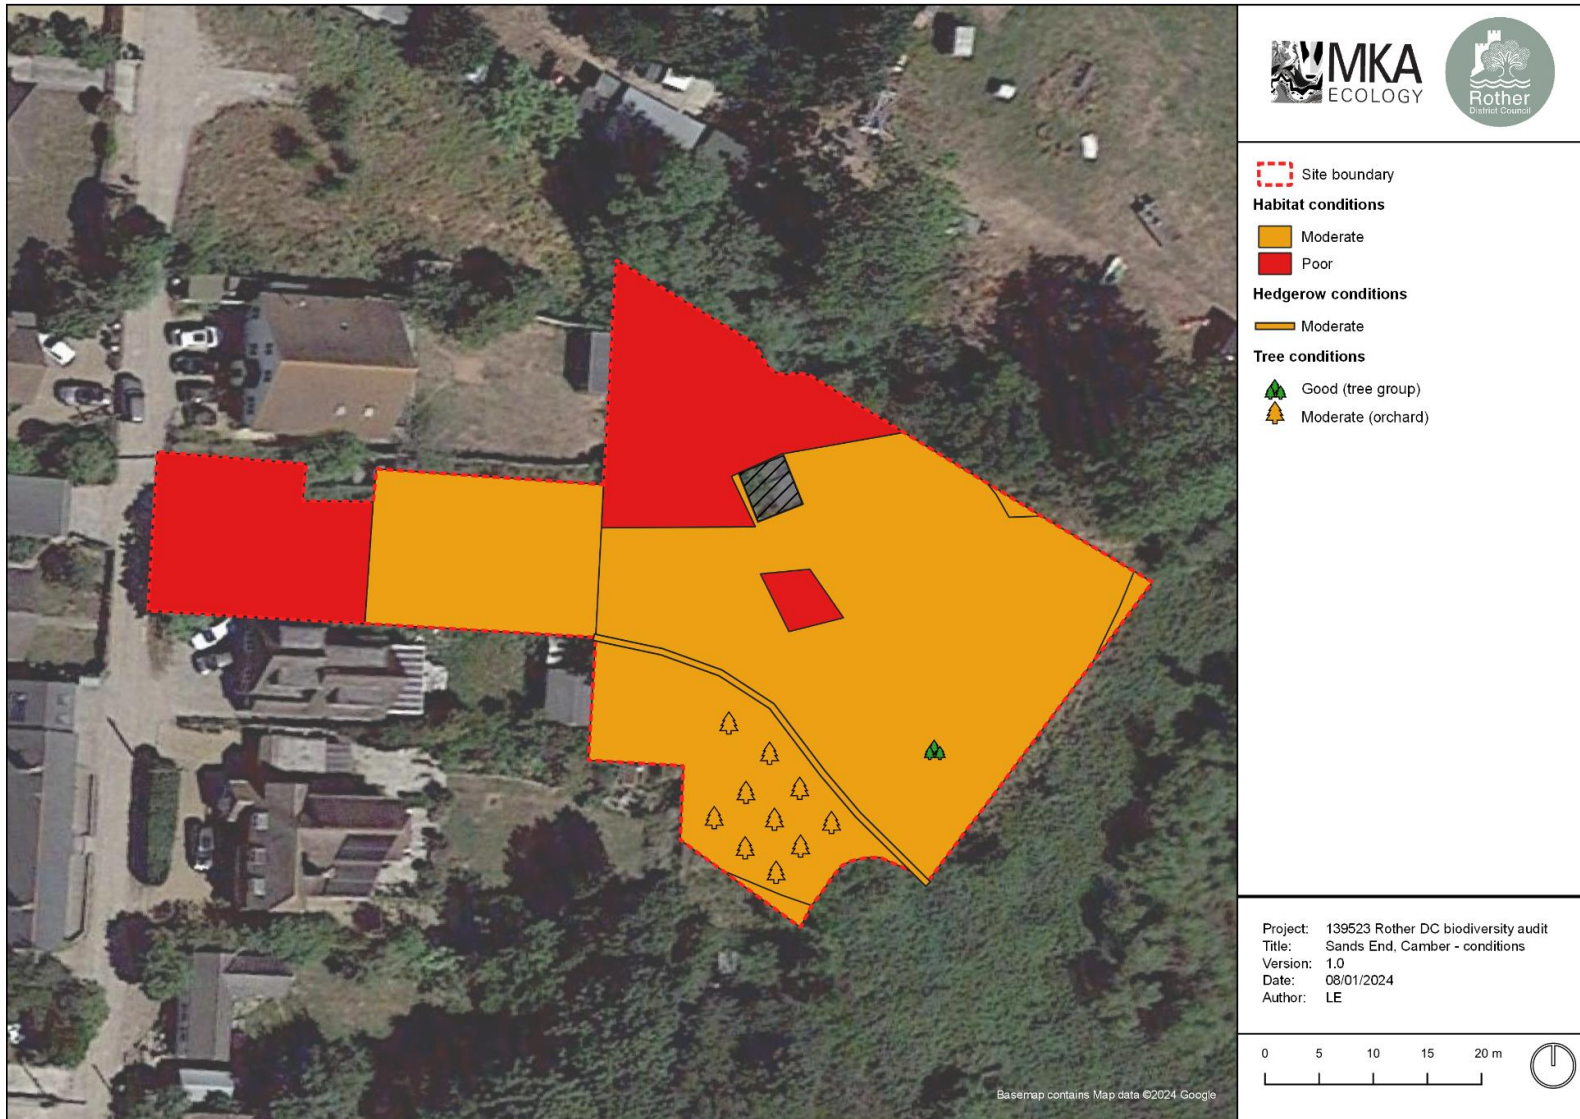 MKA
ECOLOGY
Rother
District Council
Site boundary
Habitat conditions
Moderate
Poor
Hedgerow conditions
Moderate
Tree conditions
Good (tree group)
Moderate (orchard)
Project: 139523 Rother DC biodiversity audit
Title: Sands End, Camber - conditions
Version: 1.0
Date: 08/01/2024
Author: LE
0 5 10 15 20 m
Basemap contains Map data ©2024 Google